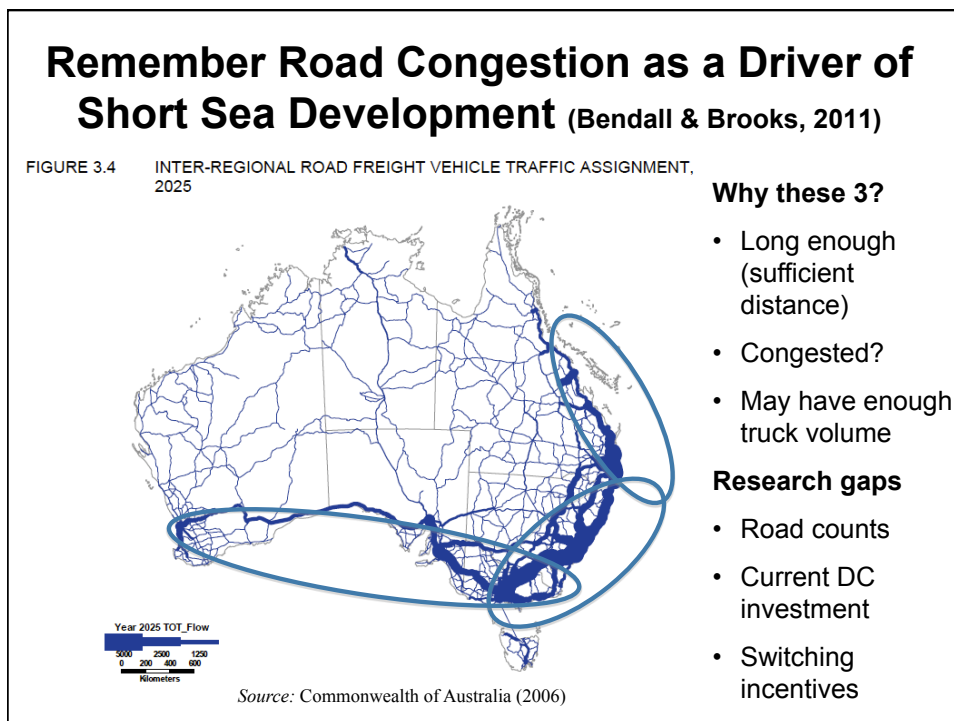 Remember Road Congestion as a Driver of
Short Sea Development (Bendall & Brooks, 2011)
FIGURE 3.4 INTER-REGIONAL ROAD FREIGHT VEHICLE TRAFFIC ASSIGNMENT,
2025
Why these 3?
• Long enough
(sufficient
distance)
• Congested?
• May have enough
truck volume
Research gaps
• Road counts
• Current DC
investment
• Switching
incentives
Year 2025 TOT_Flow
5000 2500 1250
0 200 400 600
Kilometers
Source: Commonwealth of Australia (2006)